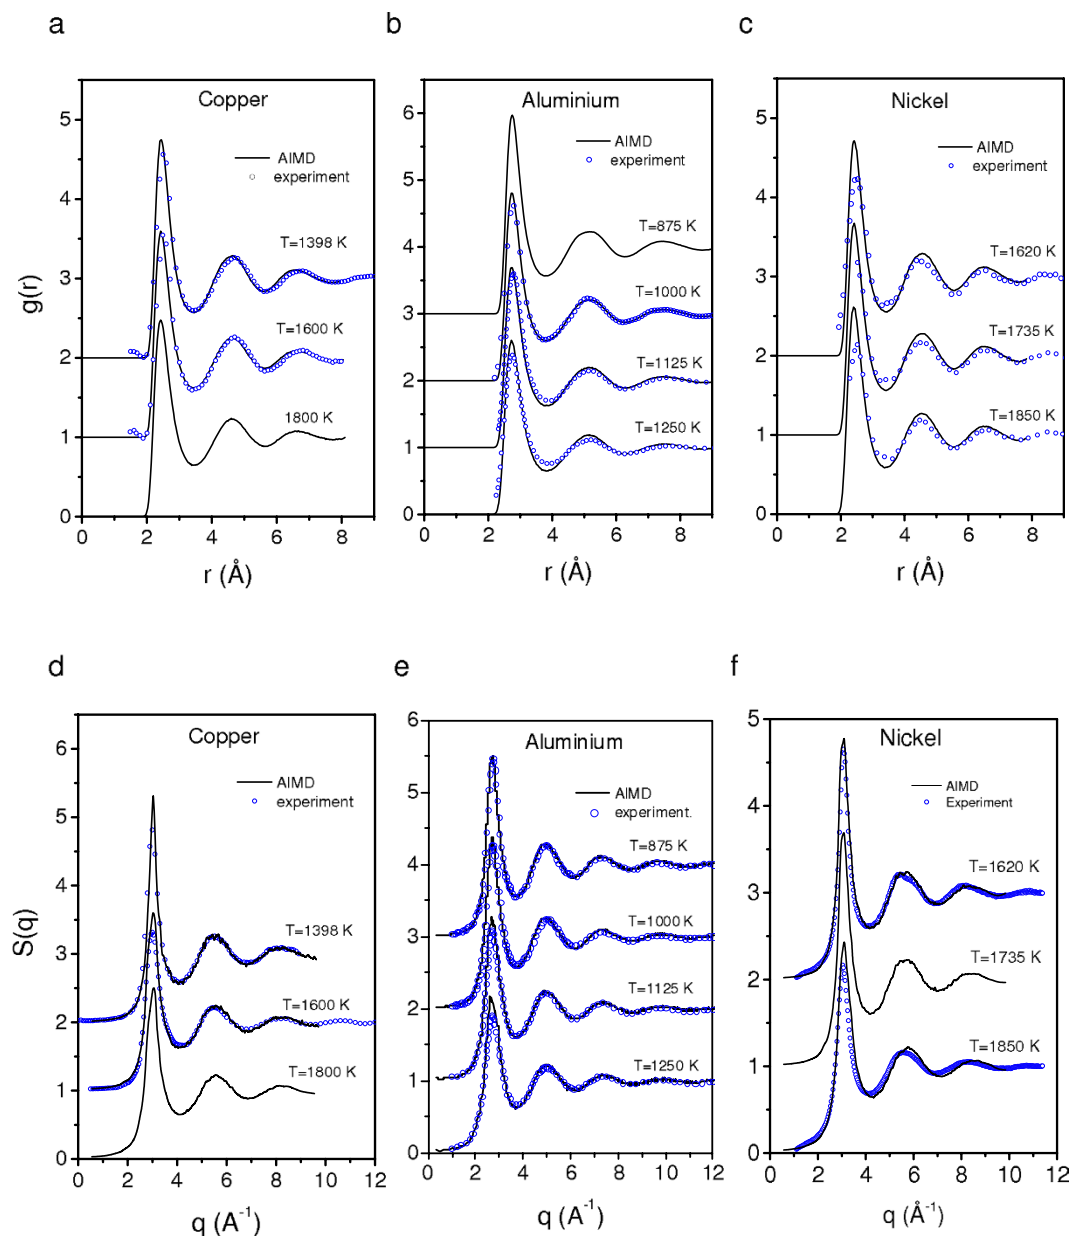 a
Copper
AIMD
experiment
T=1398 K
T=1600 K
1800 K
g(r)
5
4
3
2
1
0
0 2 4 6 8
r (Å)
b
Aluminium
AIMD
experiment
T=875 K
T=1000 K
T=1125 K
T=1250 K
6
5
4
3
2
1
0
0 2 4 6 8
r (Å)
c
Nickel
AIMD
experiment
T=1620 K
T=1735 K
T=1850 K
5
4
3
2
1
0
0 2 4 6 8
r (Å)
d
Copper
AIMD
experiment
T=1398 K
T=1600 K
T=1800 K
S(q)
6
5
4
3
2
1
0
0 2 4 6 8 10 12
q (A⁻¹)
e
Aluminium
AIMD
experiment.
T=875 K
T=1000 K
T=1125 K
T=1250 K
6
5
4
3
2
1
0
0 2 4 6 8 10 12
q (A⁻¹)
f
Nickel
AIMD
Experiment
T=1620 K
T=1735 K
T=1850 K
5
4
3
2
1
0
0 2 4 6 8 10 12
q (Å⁻¹)